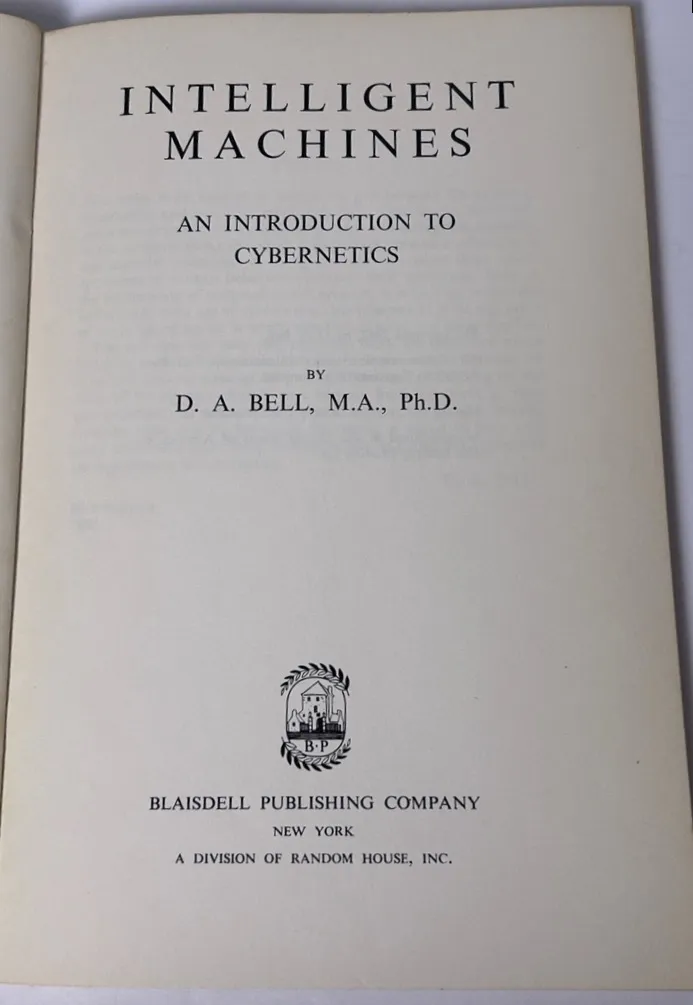 INTELLIGENT
MACHINES
AN INTRODUCTION TO
CYBERNETICS
BY
D. A. BELL, M.A., Ph.D.
B·P
BLAISDELL PUBLISHING COMPANY
NEW YORK
A DIVISION OF RANDOM HOUSE, INC.